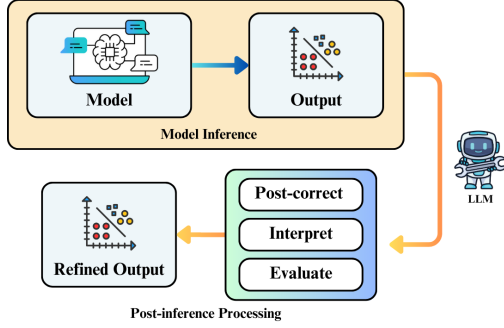 Model
Output
Model Inference
LLM
Post-correct
Interpret
Evaluate
Refined Output
Post-inference Processing